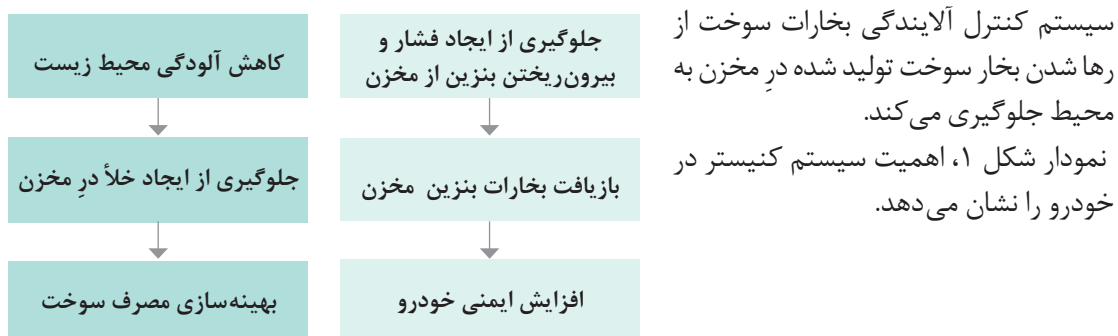 سیستم کنترل آلایندگی بخارات سوخت از
رها شدن بخار سوخت تولید شده درِ مخزن به
محیط جلوگیری می‌کند.
نمودار شکل ۱، اهمیت سیستم کنیستر در
خودرو را نشان می‌دهد.
جلوگیری از ایجاد فشار و
بیرون‌ریختن بنزین از مخزن
بازیافت بخارات بنزین مخزن
افزایش ایمنی خودرو
کاهش آلودگی محیط زیست
جلوگیری از ایجاد خلأ درِ مخزن
بهینه‌سازی مصرف سوخت